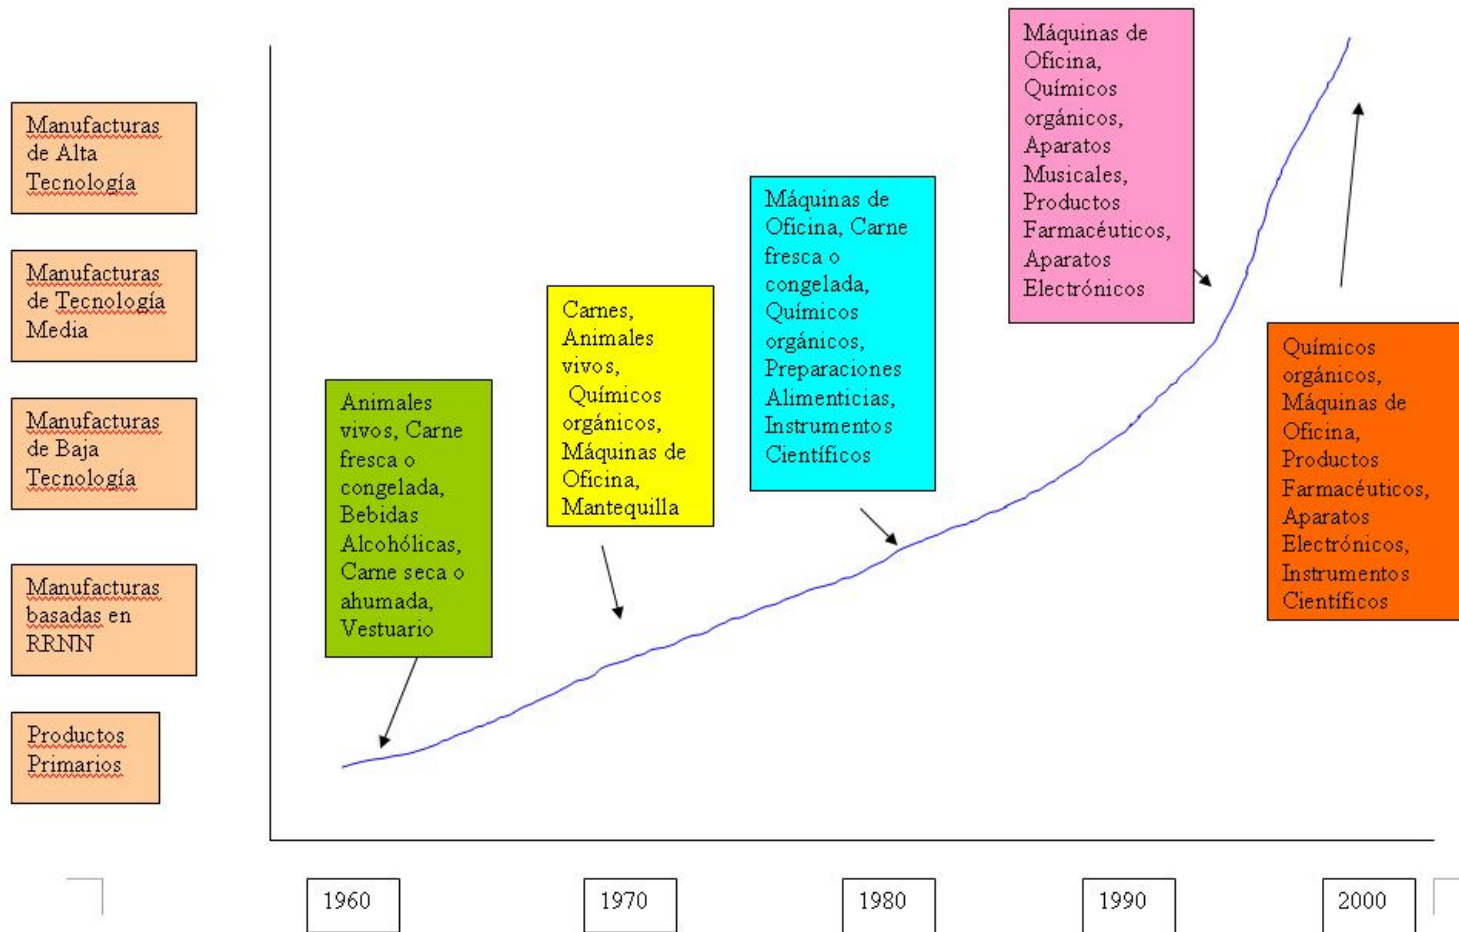 Manufacturas
de Alta
Tecnología
Manufacturas
de Tecnología
Media
Manufacturas
de Baja
Tecnología
Manufacturas
basadas en
RRNN
Productos
Primarios
Animales
vivos, Carne
fresca o
congelada,
Bebidas
Alcohólicas,
Carne seca o
ahumada,
Vestuario
Carnes,
Animales
vivos,
Químicos
orgánicos,
Máquinas de
Oficina,
Mantequilla
Máquinas de
Oficina, Carne
fresca o
congelada,
Químicos
orgánicos,
Preparaciones
Alimenticias,
Instrumentos
Científicos
Máquinas de
Oficina,
Químicos
orgánicos,
Aparatos
Musicales,
Productos
Farmacéuticos,
Aparatos
Electrónicos
Químicos
orgánicos,
Máquinas de
Oficina,
Productos
Farmacéuticos,
Aparatos
Electrónicos,
Instrumentos
Científicos
1960
1970
1980
1990
2000